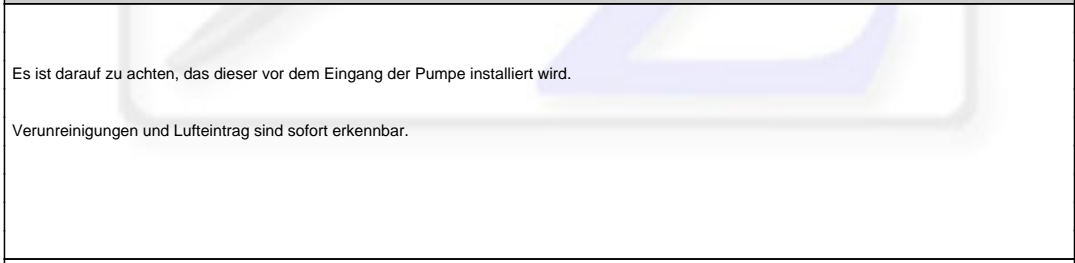 Es ist darauf zu achten, das dieser vor dem Eingang der Pumpe installiert wird.
Verunreinigungen und Lufteintrag sind sofort erkennbar.